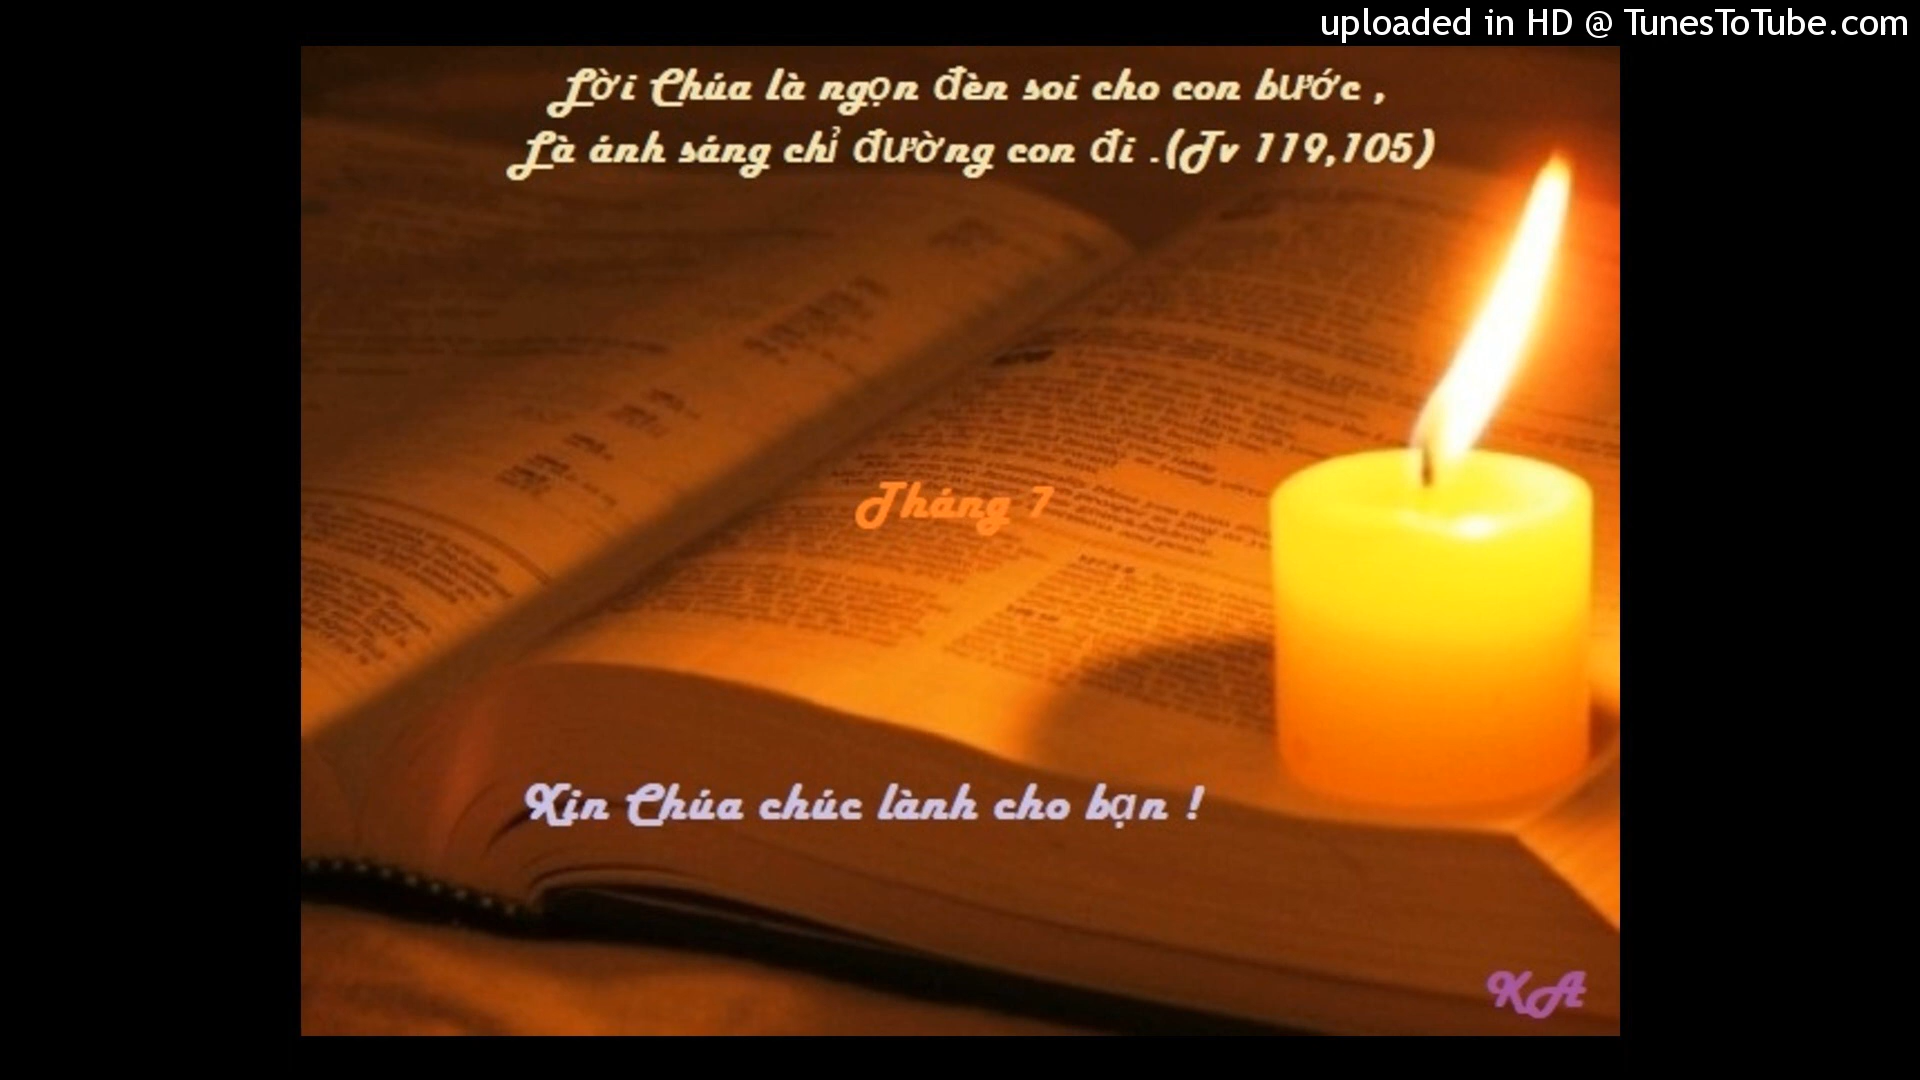 uploaded in HD @ TunesToTube.com
Lời Chúa là ngọn đèn soi cho con bước ,
Là ánh sáng chỉ đường con đi .(Tv 119,105)
Tháng 7
Xin Chúa chúc lành cho bạn !
KA